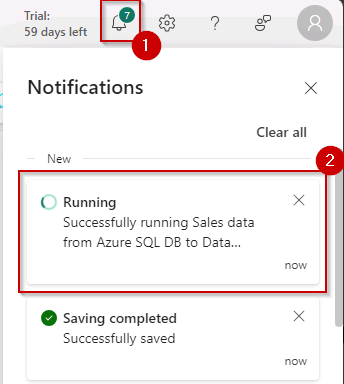 Trial:
59 days left
7
?
1
Notifications
Clear all
New
2
Running
Successfully running Sales data
from Azure SQL DB to Data...
now
Saving completed
Successfully saved
now